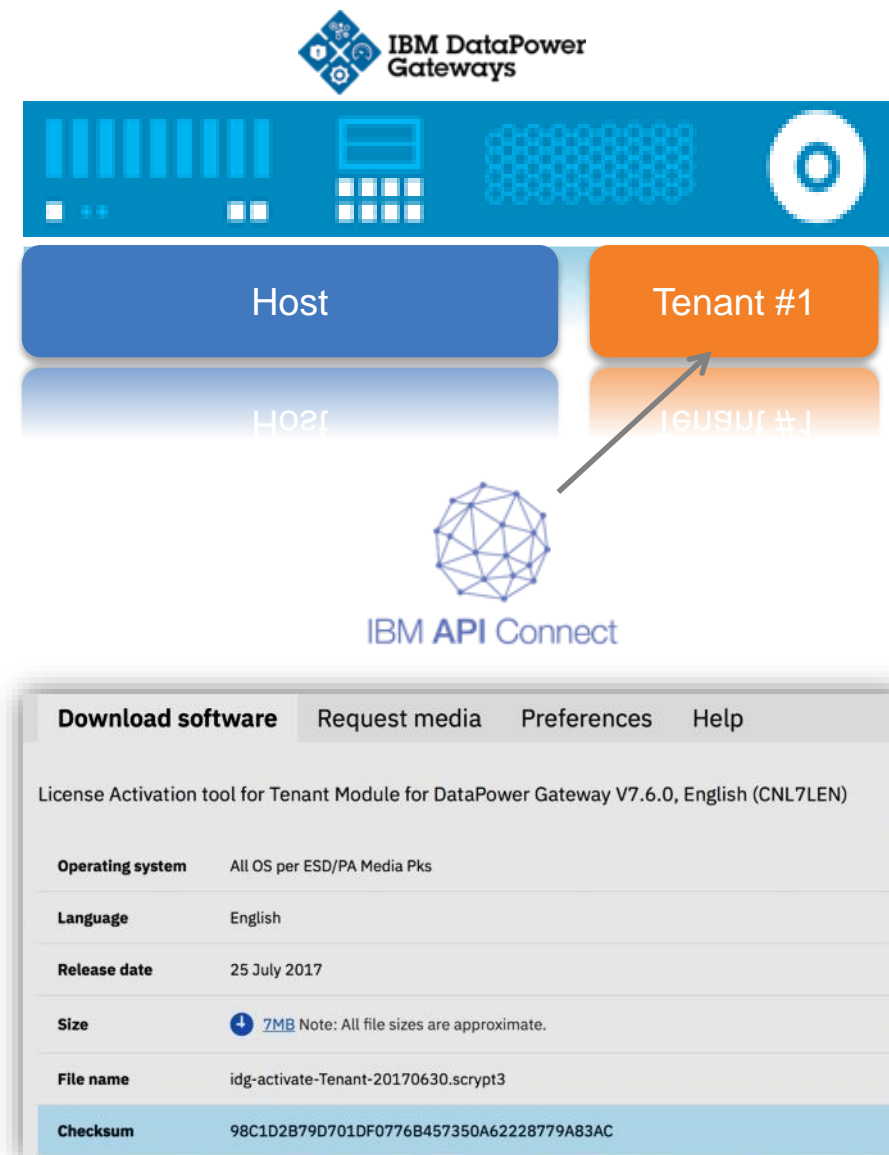 IBM DataPower
Gateways
Host
Tenant #1
Host
Tenant #1
IBM API Connect
Download software Request media Preferences Help
License Activation tool for Tenant Module for DataPower Gateway V7.6.0, English (CNL7LEN)
Operating system All OS per ESD/PA Media Pks
Language English
Release date 25 July 2017
Size 7MB Note: All file sizes are approximate.
File name idg-activate-Tenant-20170630.scrypt3
Checksum 98C1D2B79D701DF0776B457350A62228779A83AC